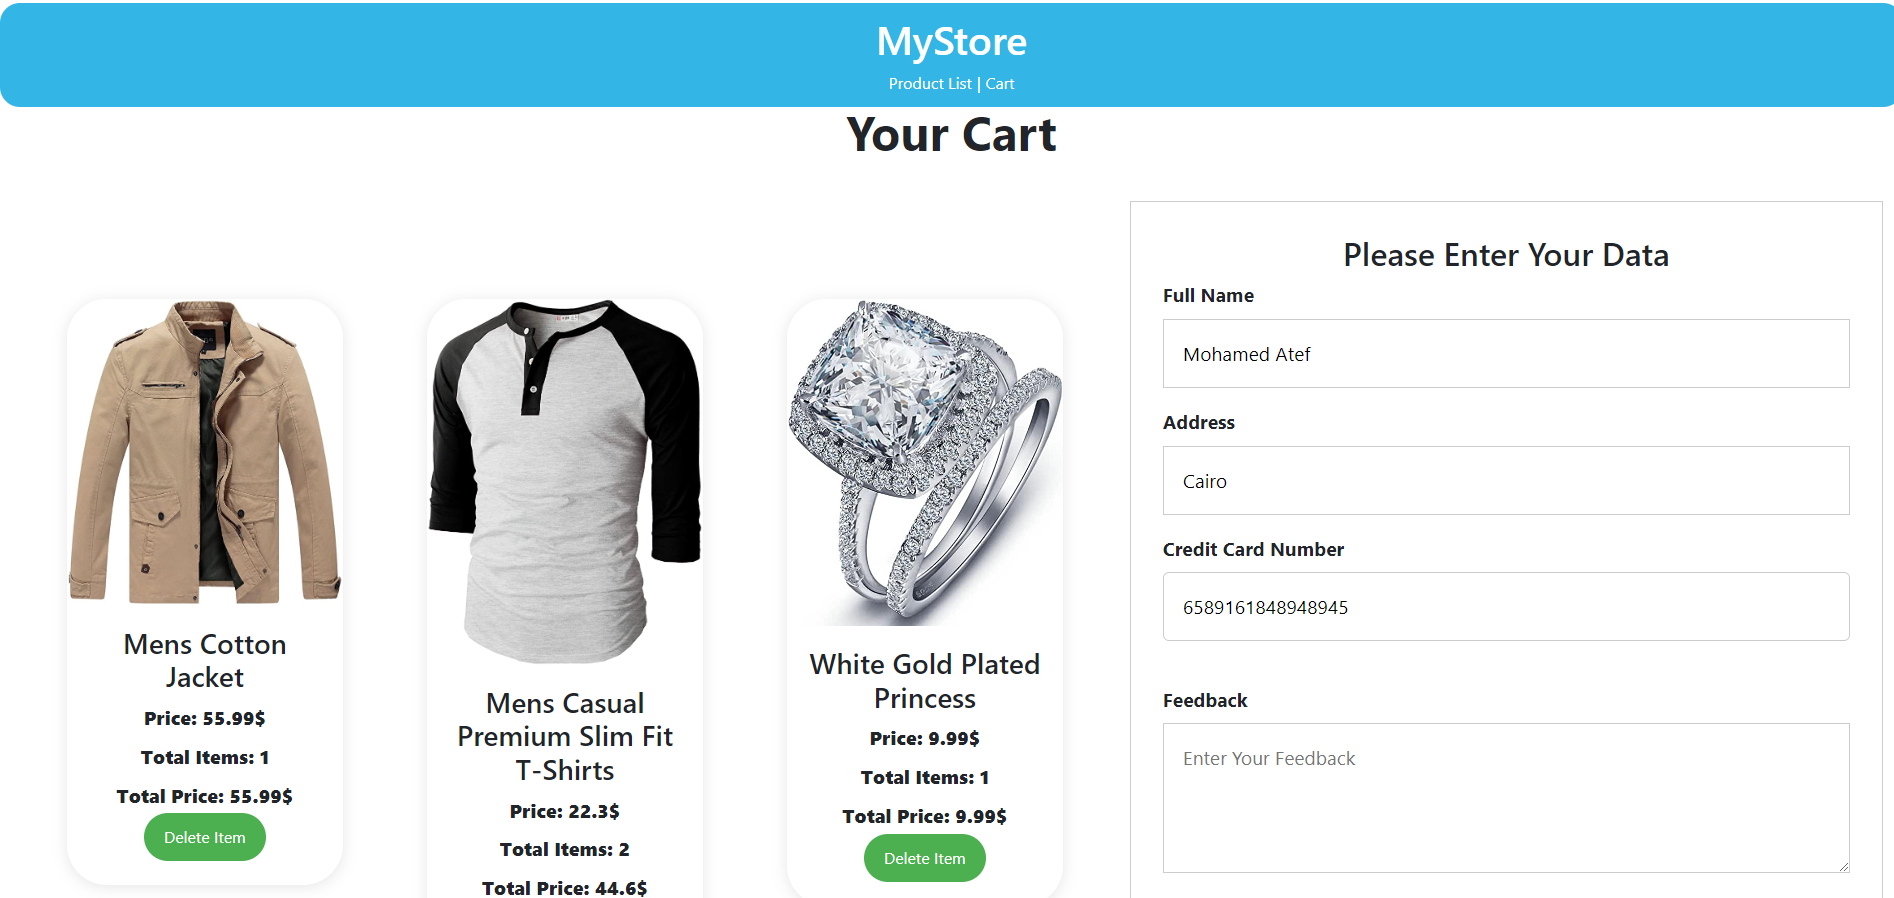 MyStore
Product List | Cart
Your Cart
Mens Cotton
Jacket
Price: 55.99$
Total Items: 1
Total Price: 55.99$
Delete Item
Mens Casual
Premium Slim Fit
T-Shirts
Price: 22.3$
Total Items: 2
Total Price: 44.6$
White Gold Plated
Princess
Price: 9.99$
Total Items: 1
Total Price: 9.99$
Delete Item
Please Enter Your Data
Full Name
Mohamed Atef
Address
Cairo
Credit Card Number
6589161848948945
Feedback
Enter Your Feedback